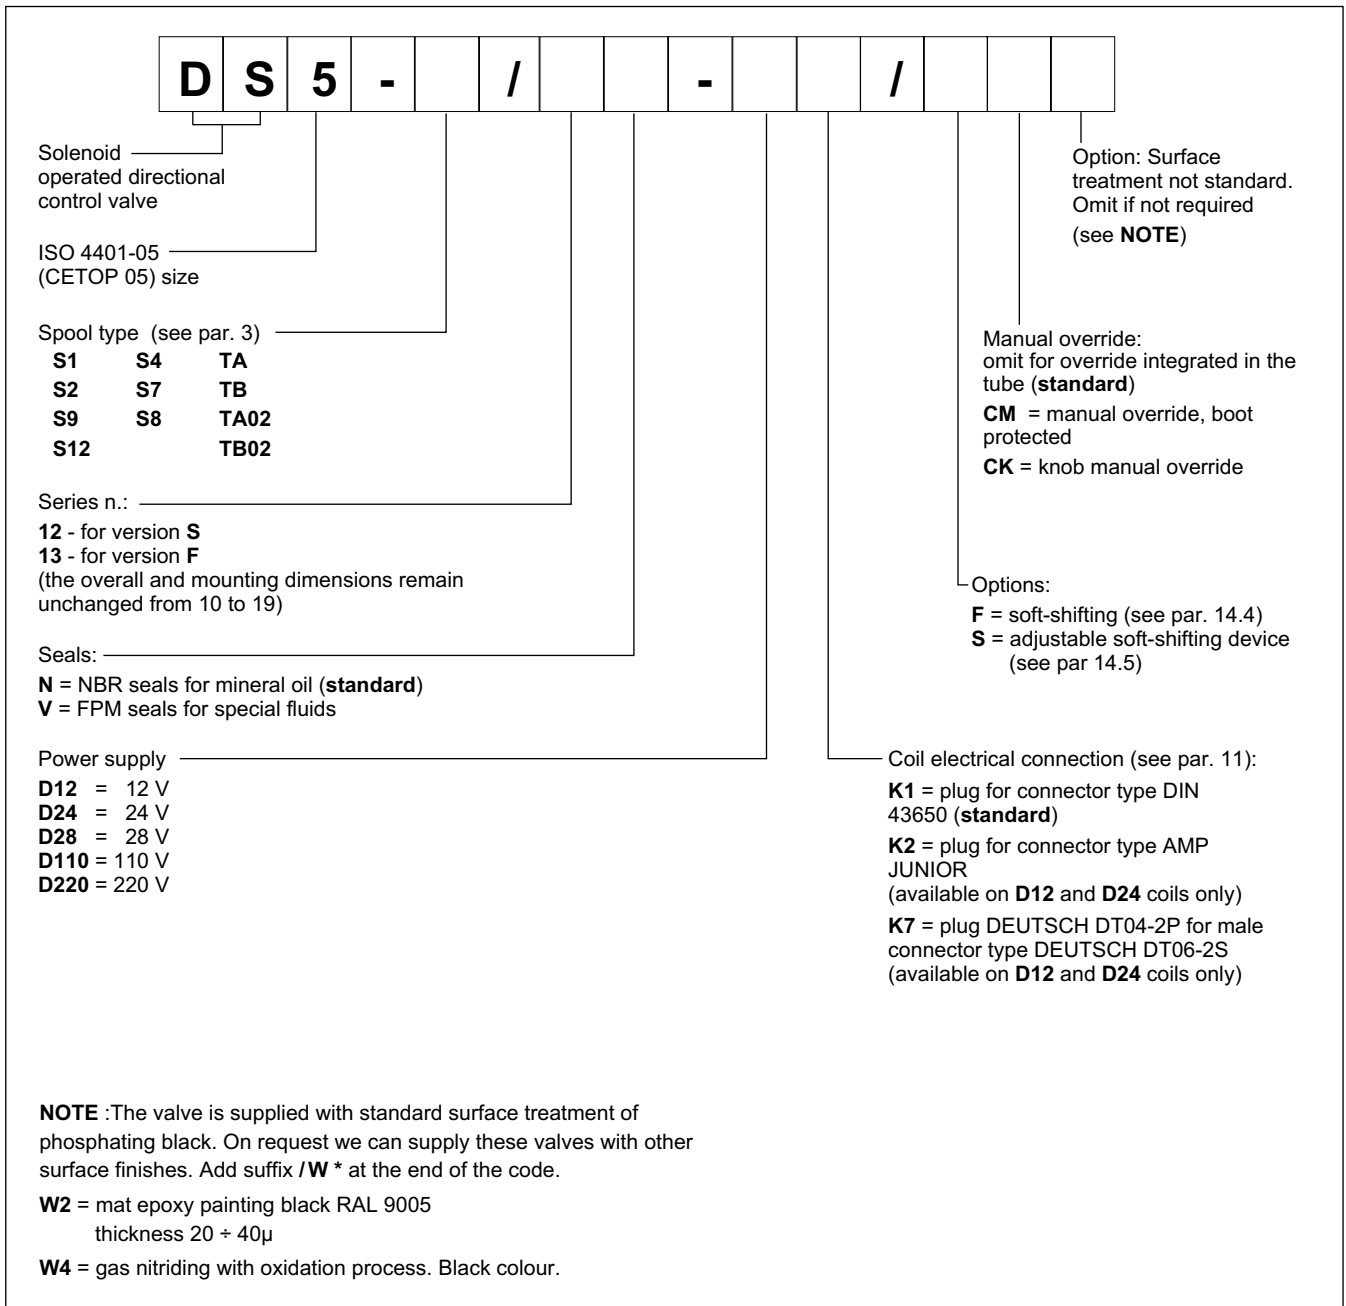 D S 5 - / - /
Solenoid
operated directional
control valve
ISO 4401-05
(CETOP 05) size
Spool type (see par. 3)
S1 S4 TA
S2 S7 TB
S9 S8 TA02
S12 TB02
Series n.:
12 - for version S
13 - for version F
(the overall and mounting dimensions remain
unchanged from 10 to 19)
Seals:
N = NBR seals for mineral oil (standard)
V = FPM seals for special fluids
Power supply
D12 = 12 V
D24 = 24 V
D28 = 28 V
D110 = 110 V
D220 = 220 V
Option: Surface
treatment not standard.
Omit if not required
(see NOTE)
Manual override:
omit for override integrated in the
tube (standard)
CM = manual override, boot
protected
CK = knob manual override
Options:
F = soft-shifting (see par. 14.4)
S = adjustable soft-shifting device
(see par 14.5)
Coil electrical connection (see par. 11):
K1 = plug for connector type DIN
43650 (standard)
K2 = plug for connector type AMP
JUNIOR
(available on D12 and D24 coils only)
K7 = plug DEUTSCH DT04-2P for male
connector type DEUTSCH DT06-2S
(available on D12 and D24 coils only)
NOTE :The valve is supplied with standard surface treatment of
phosphating black. On request we can supply these valves with other
surface finishes. Add suffix /W * at the end of the code.
W2 = mat epoxy painting black RAL 9005
thickness 20 ÷ 40µ
W4 = gas nitriding with oxidation process. Black colour.